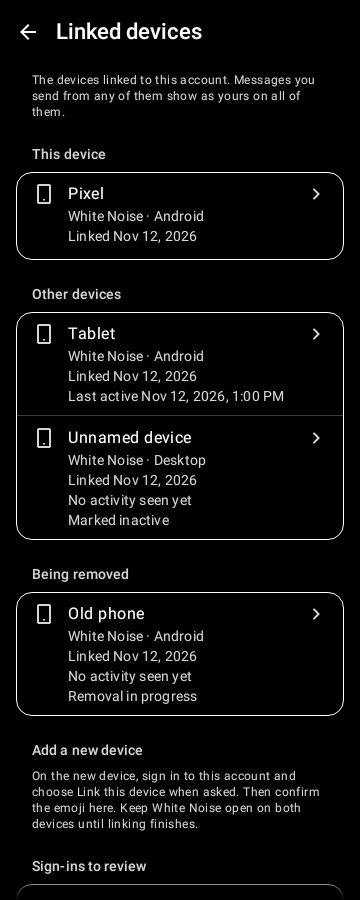 Linked devices
The devices linked to this account. Messages you
send from any of them show as yours on all of
them.
This device
Pixel
White Noise · Android
Linked Nov 12, 2026
Other devices
Tablet
White Noise · Android
Linked Nov 12, 2026
Last active Nov 12, 2026, 1:00 PM
Unnamed device
White Noise · Desktop
Linked Nov 12, 2026
No activity seen yet
Marked inactive
Being removed
Old phone
White Noise · Android
Linked Nov 12, 2026
No activity seen yet
Removal in progress
Add a new device
On the new device, sign in to this account and
choose Link this device when asked. Then confirm
the emoji here. Keep White Noise open on both
devices until linking finishes.
Sign-ins to review